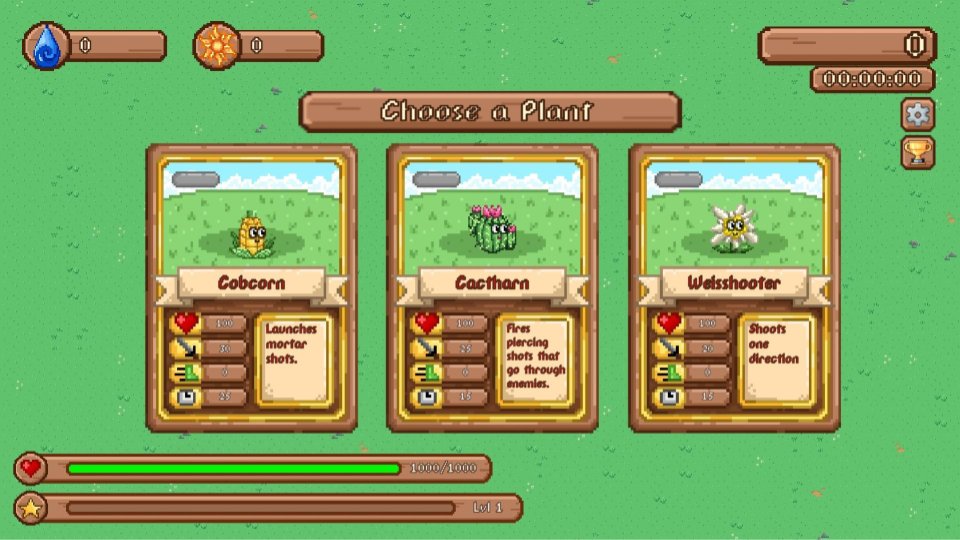 0
0
0
00:00:00
Choose a Plant
Cobcorn
100
30
0
25
Launches
mortar
shots.
Cactharn
100
25
0
15
Fires
piercing
shots that
go through
enemies.
Weisshooter
100
20
0
15
Shoots
one
direction
1000/1000
Lvl 1